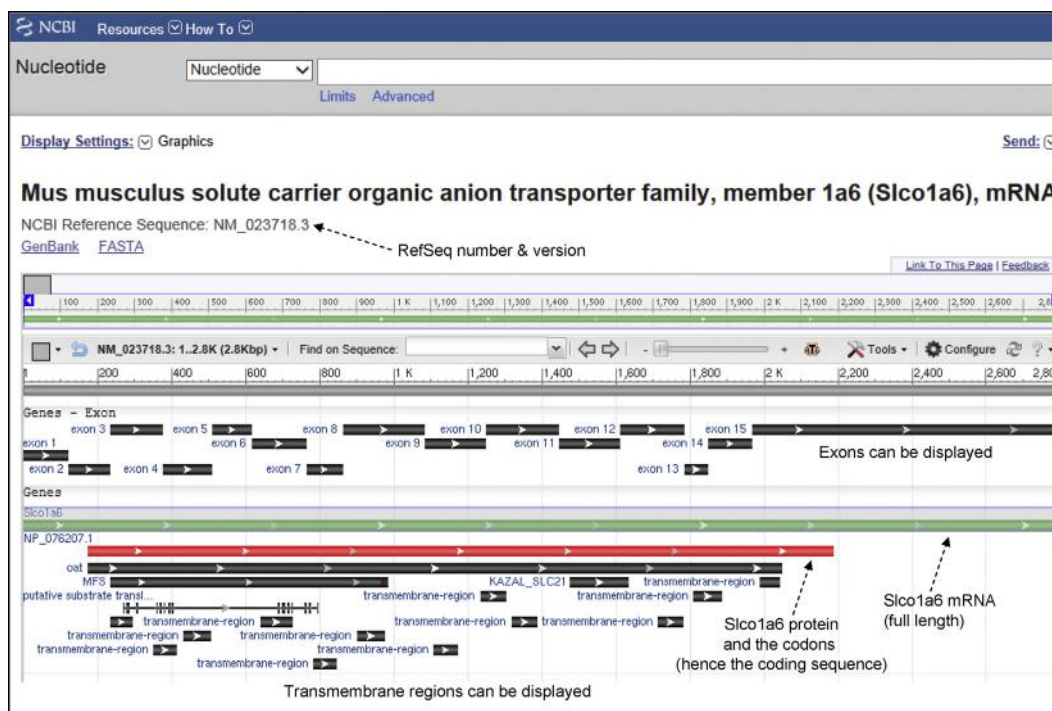 NCBI Resources How To
Nucleotide Nucleotide
Limits Advanced
Display Settings: Graphics Send:
Mus musculus solute carrier organic anion transporter family, member 1a6 (Slco1a6), mRNA
NCBI Reference Sequence: NM_023718.3
RefSeq number & version
GenBank FASTA
Link To This Page | Feedback
100 200 300 400 500 600 700 800 900 1 K 1,100 1,200 1,300 1,400 1,500 1,600 1,700 1,800 1,900 2 K 2,100 2,200 2,300 2,400 2,500 2,600 2,8
NM_023718.3: 1..2.8K (2.8Kbp) Find on Sequence: - + Tools Configure ?
1 200 400 600 800 1 K 1,200 1,400 1,600 1,800 2 K 2,200 2,400 2,600 2,80
Genes - Exon
exon 3 exon 5 exon 8 exon 10 exon 12 exon 15
exon 1 exon 6 exon 9 exon 11 exon 14
Exons can be displayed
exon 2 exon 4 exon 7 exon 13
Genes
Slco1a6
NP_076207.1
oat
MFS KAZAL_SLC21 transmembrane-region
putative substrate transl... transmembrane-region transmembrane-region
Slco1a6 mRNA
(full length)
transmembrane-region transmembrane-region transmembrane-region
Slco1a6 protein
and the codons
(hence the coding sequence)
transmembrane-region transmembrane-region
transmembrane-region transmembrane-region
transmembrane-region
Transmembrane regions can be displayed